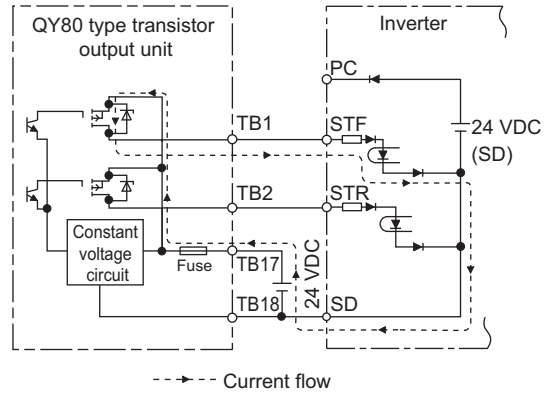 QY80 type transistor
output unit
Inverter
PC
TB1
STF
24 VDC
(SD)
TB2
STR
Constant
voltage
circuit
Fuse
TB17
24 VDC
TB18
SD
Current flow